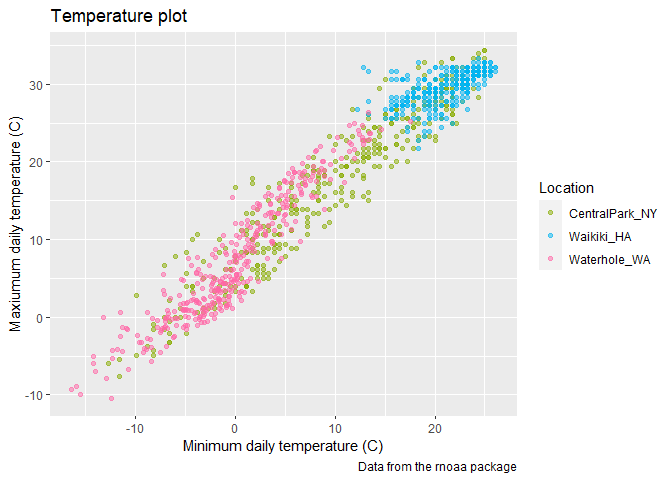 Temperature plot
Maxiumum daily temperature (C)
30
20
10
0
-10
-10
0
10
20
Minimum daily temperature (C)
Data from the rnoaa package
Location
CentralPark_NY
Waikiki_HA
Waterhole_WA